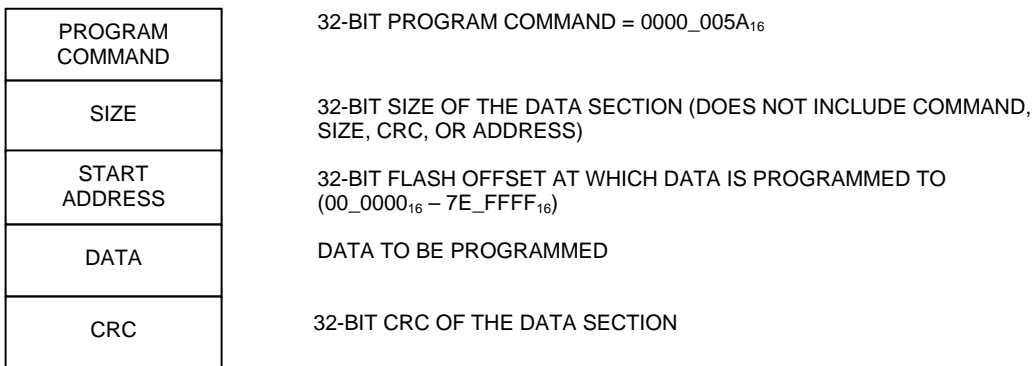 PROGRAM
COMMAND
32-BIT PROGRAM COMMAND = 0000_005A₁₆
SIZE
32-BIT SIZE OF THE DATA SECTION (DOES NOT INCLUDE COMMAND,
SIZE, CRC, OR ADDRESS)
START
ADDRESS
32-BIT FLASH OFFSET AT WHICH DATA IS PROGRAMMED TO
(00_0000₁₆ – 7E_FFFF₁₆)
DATA
DATA TO BE PROGRAMMED
CRC
32-BIT CRC OF THE DATA SECTION